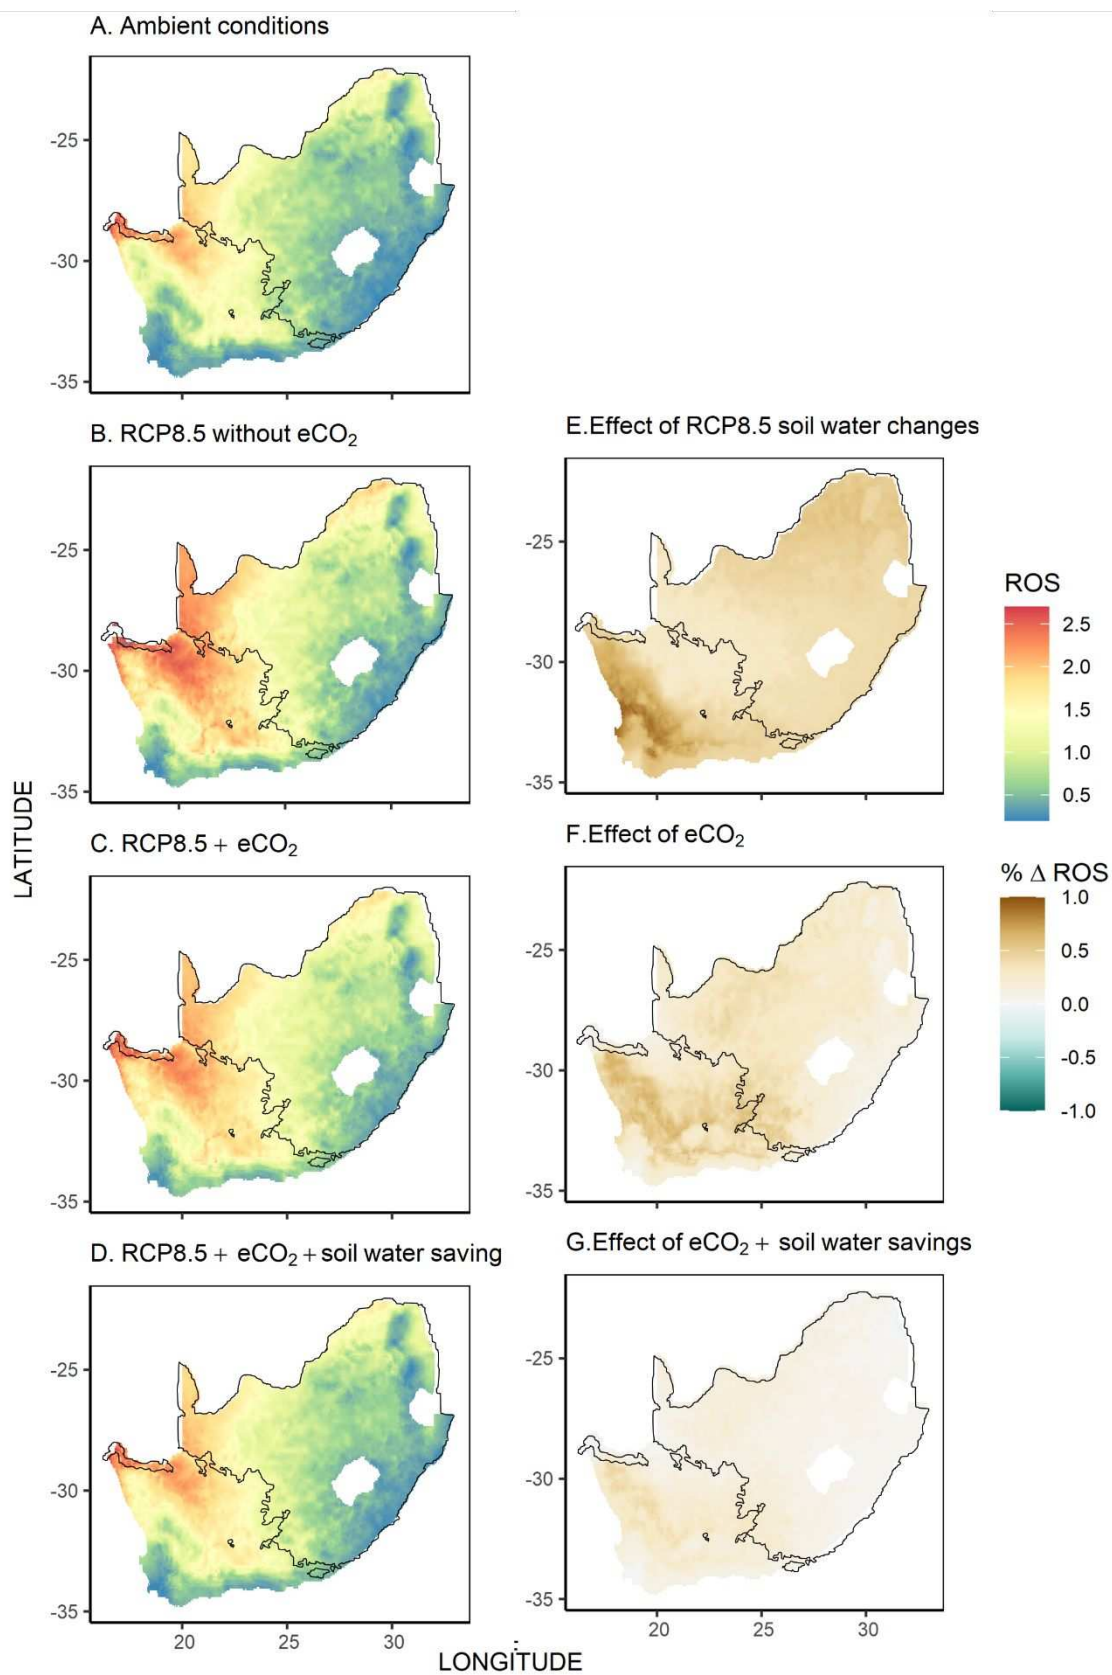 A. Ambient conditions
-25
-30
-35
B. RCP8.5 without eCO₂
E.Effect of RCP8.5 soil water changes
-25
-30
-35
-25
-30
-35
ROS
2.5
2.0
1.5
1.0
0.5
LATITUDE
C. RCP8.5 + eCO₂
F.Effect of eCO₂
-25
-30
-35
-25
-30
-35
% Δ ROS
1.0
0.5
0.0
-0.5
-1.0
D. RCP8.5 + eCO₂ + soil water saving
G.Effect of eCO₂ + soil water savings
-25
-30
-35
-25
-30
-35
20 25 30
20 25 30
LONGITUDE